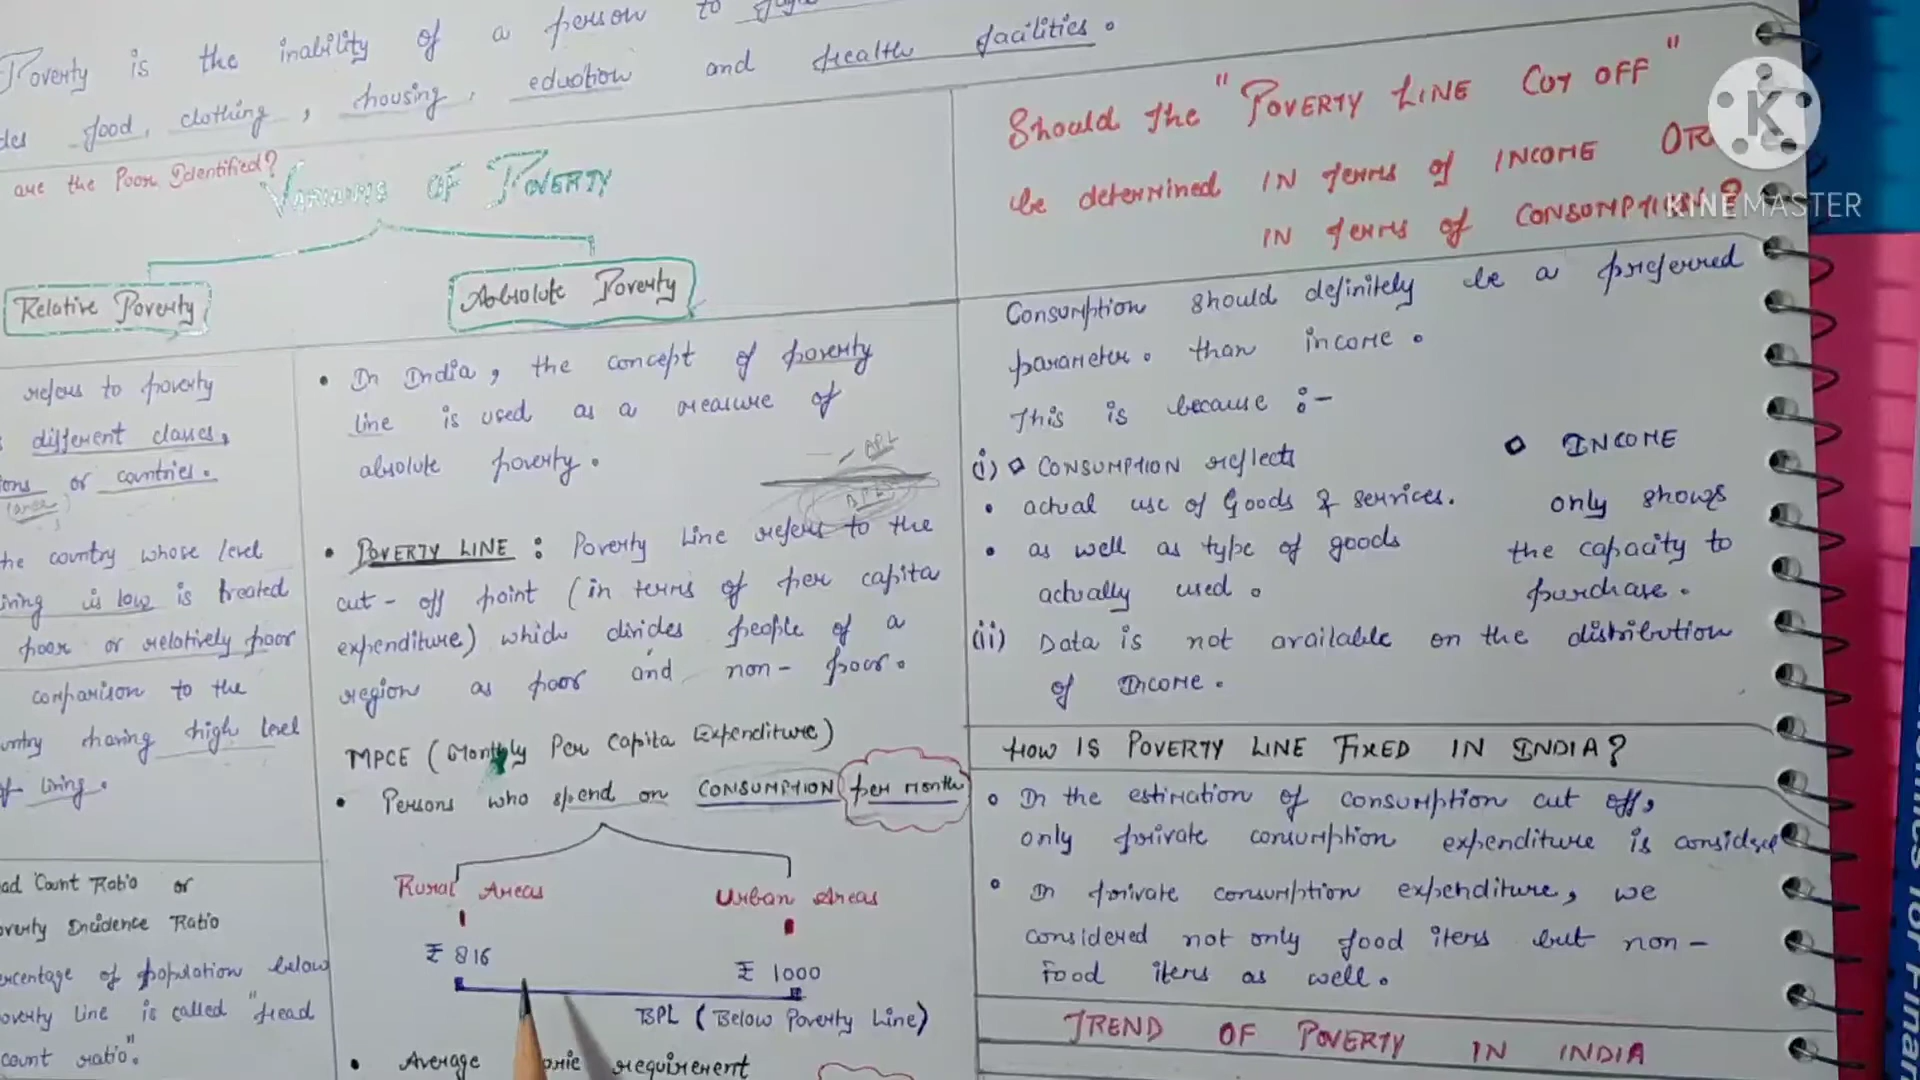 Poverty is the inability of a person to
food, clothing, housing, eduction and health facilities.
are the Poor Identified?
VARIANTS OF POVERTY
Relative Poverty
Absolute Poverty
refers to poverty
different classes,
or countries.
(area)
the country whose level
is low is treated
poor or relatively poor
comparison to the
having high level
living.
Count Ratio or
Incidence Ratio
of population below
Line is called "Head
count ratio".
• In India, the concept of poverty
line is used as a measure of
absolute poverty.
APL
BPL
• POVERTY LINE : Poverty Line refers to the
cut-off point (in terms of per capita
expenditure) which divides people of a
region as poor and non-poor.
MPCE (Monthly Per Capita Expenditure)
• Persons who spend on CONSUMPTION per month
Rural Areas
Urban Areas
₹ 816
₹ 1000
BPL (Below Poverty Line)
• Average requirement
Should the "POVERTY LINE CUT OFF"
be determined IN terms of INCOME OR
IN terms of CONSUMPTION?
KINEMASTER
K
Consumption should definitely be a preferred
parameter. than income.
This is because :-
(i) CONSUMPTION reflects
• actual use of Goods & services.
• as well as type of goods
actually used.
INCOME
only shows
the capacity to
purchase.
(ii) Data is not available on the distribution
of Income.
HOW IS POVERTY LINE FIXED IN INDIA?
• In the estimation of consumption cut off,
only private consumption expenditure is considered
• In private consumption expenditure, we
considered not only food items but non-
Food items as well.
TREND OF POVERTY IN INDIA